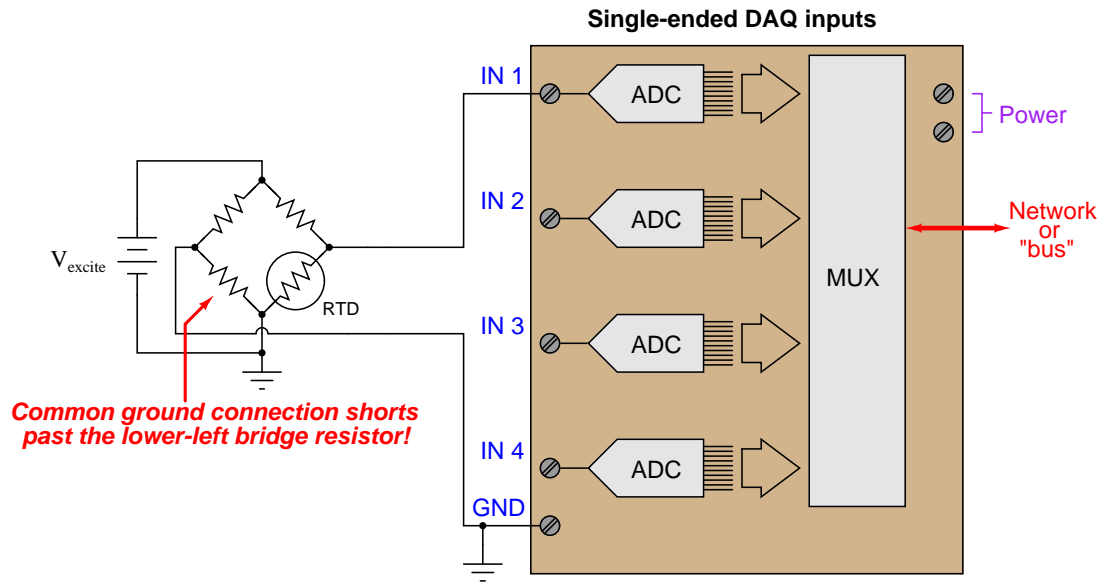 Single-ended DAQ inputs
IN 1
ADC
Power
IN 2
ADC
Network
or
"bus"
V excite
RTD
MUX
IN 3
ADC
Common ground connection shorts
past the lower-left bridge resistor!
IN 4
ADC
GND